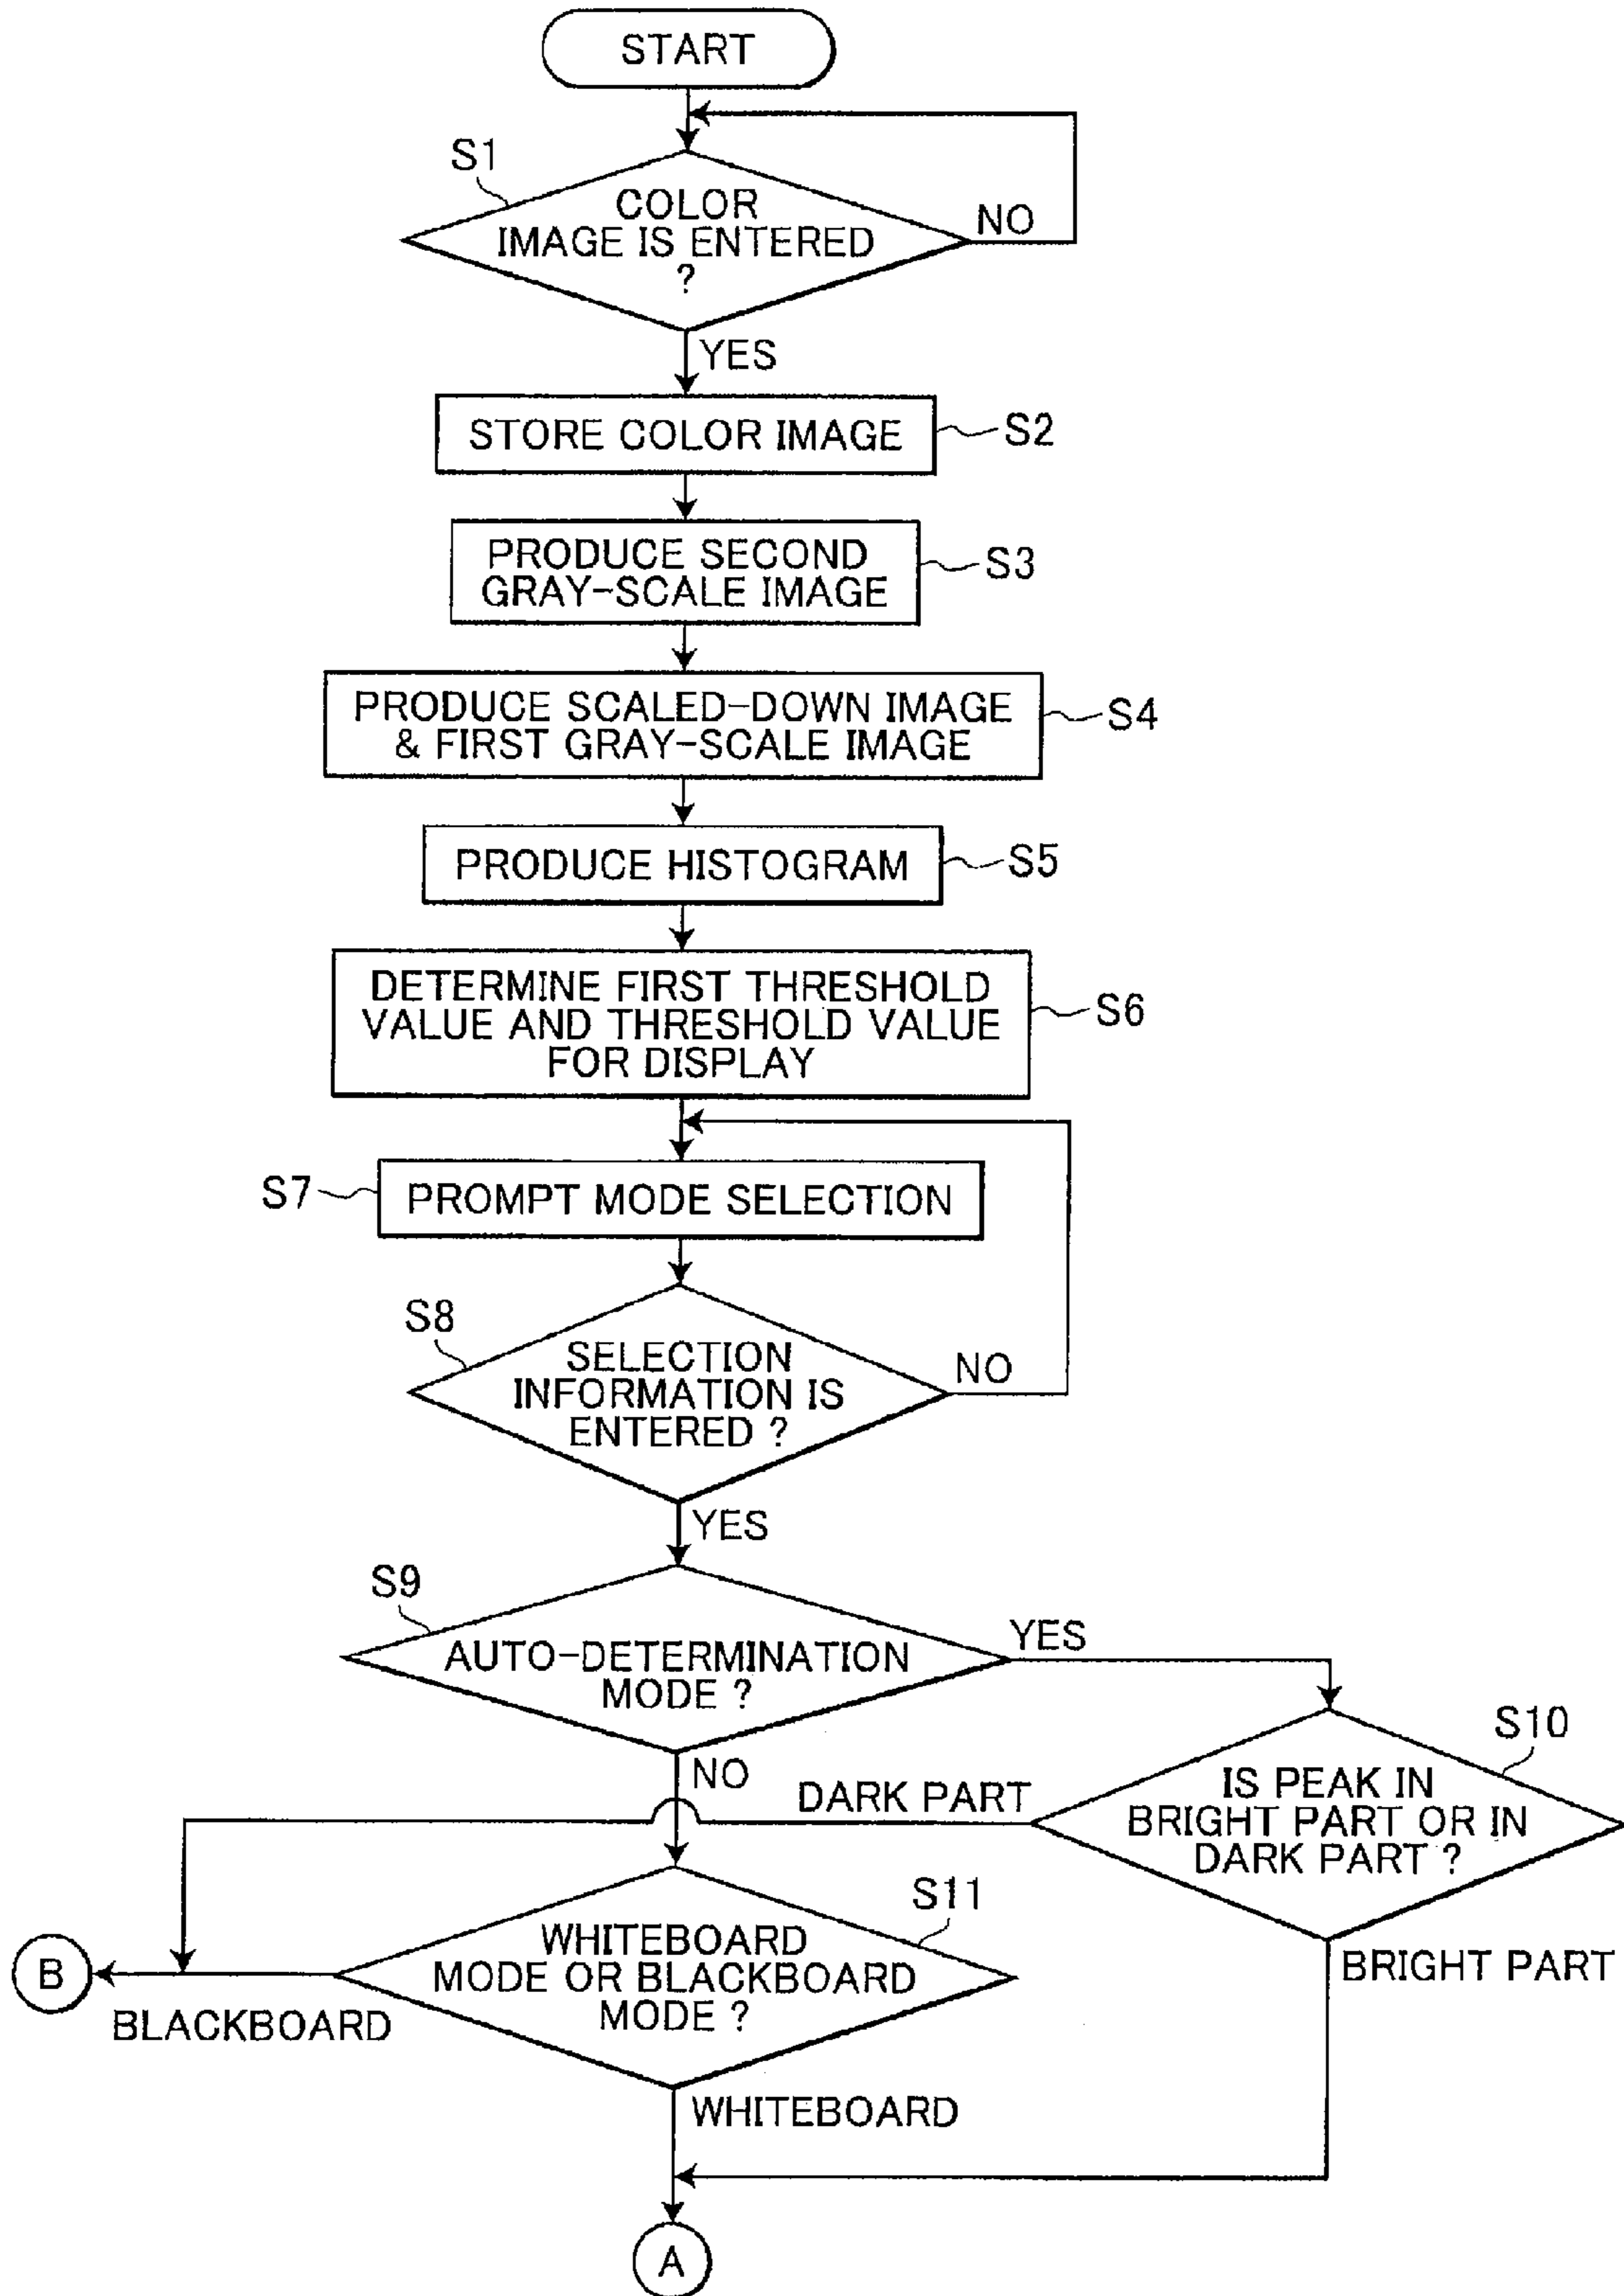 START
S1
COLOR
IMAGE IS ENTERED
?
NO
YES
STORE COLOR IMAGE
S2
PRODUCE SECOND
GRAY-SCALE IMAGE
S3
PRODUCE SCALED-DOWN IMAGE
& FIRST GRAY-SCALE IMAGE
S4
PRODUCE HISTOGRAM
S5
DETERMINE FIRST THRESHOLD
VALUE AND THRESHOLD VALUE
FOR DISPLAY
S6
S7
PROMPT MODE SELECTION
S8
SELECTION
INFORMATION IS
ENTERED ?
NO
YES
S9
AUTO-DETERMINATION
MODE ?
YES
NO
S10
IS PEAK IN
BRIGHT PART OR IN
DARK PART ?
DARK PART
BRIGHT PART
S11
WHITEBOARD
MODE OR BLACKBOARD
MODE ?
B
BLACKBOARD
WHITEBOARD
A